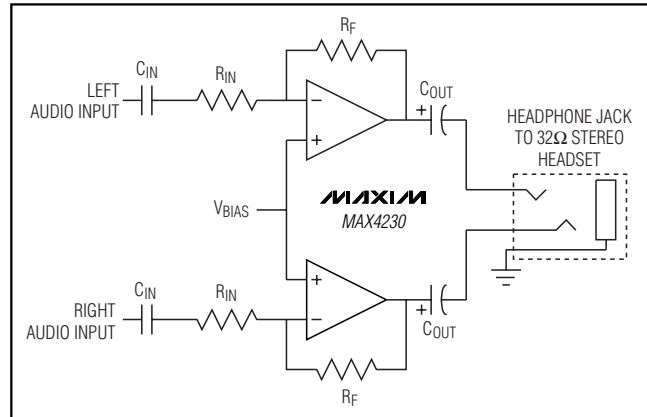 RF
CIN
RIN
LEFT
AUDIO INPUT
−
+
+
COUT
HEADPHONE JACK
TO 32Ω STEREO
HEADSET
VBIAS
MAXIM
MAX4230
CIN
RIN
RIGHT
AUDIO INPUT
+
−
+
COUT
RF